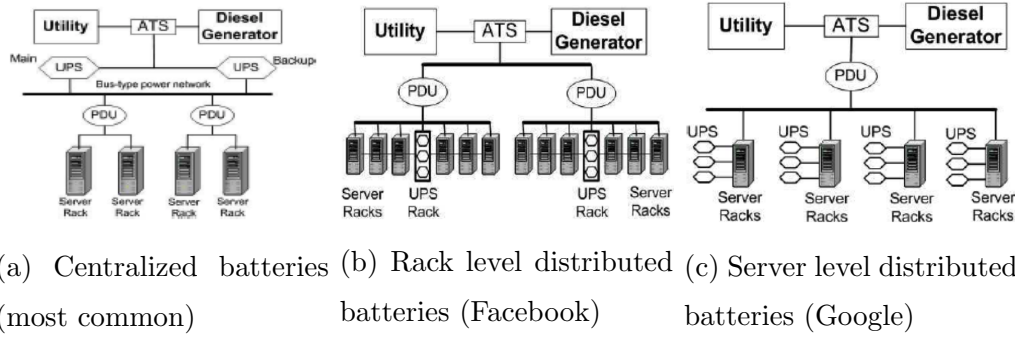 Utility
ATS
Diesel
Generator
Main
UPS
UPS
Backup
Bus-type power network
PDU
PDU
Server
Rack
Server
Rack
Server
Rack
Server
Rack
(a) Centralized batteries
(most common)
Utility
ATS
Diesel
Generator
PDU
PDU
Server
Racks
UPS
Rack
UPS
Rack
Server
Racks
(b) Rack level distributed
batteries (Facebook)
Utility
ATS
Diesel
Generator
PDU
UPS
UPS
UPS
UPS
Server
Racks
Server
Racks
Server
Racks
Server
Racks
(c) Server level distributed
batteries (Google)